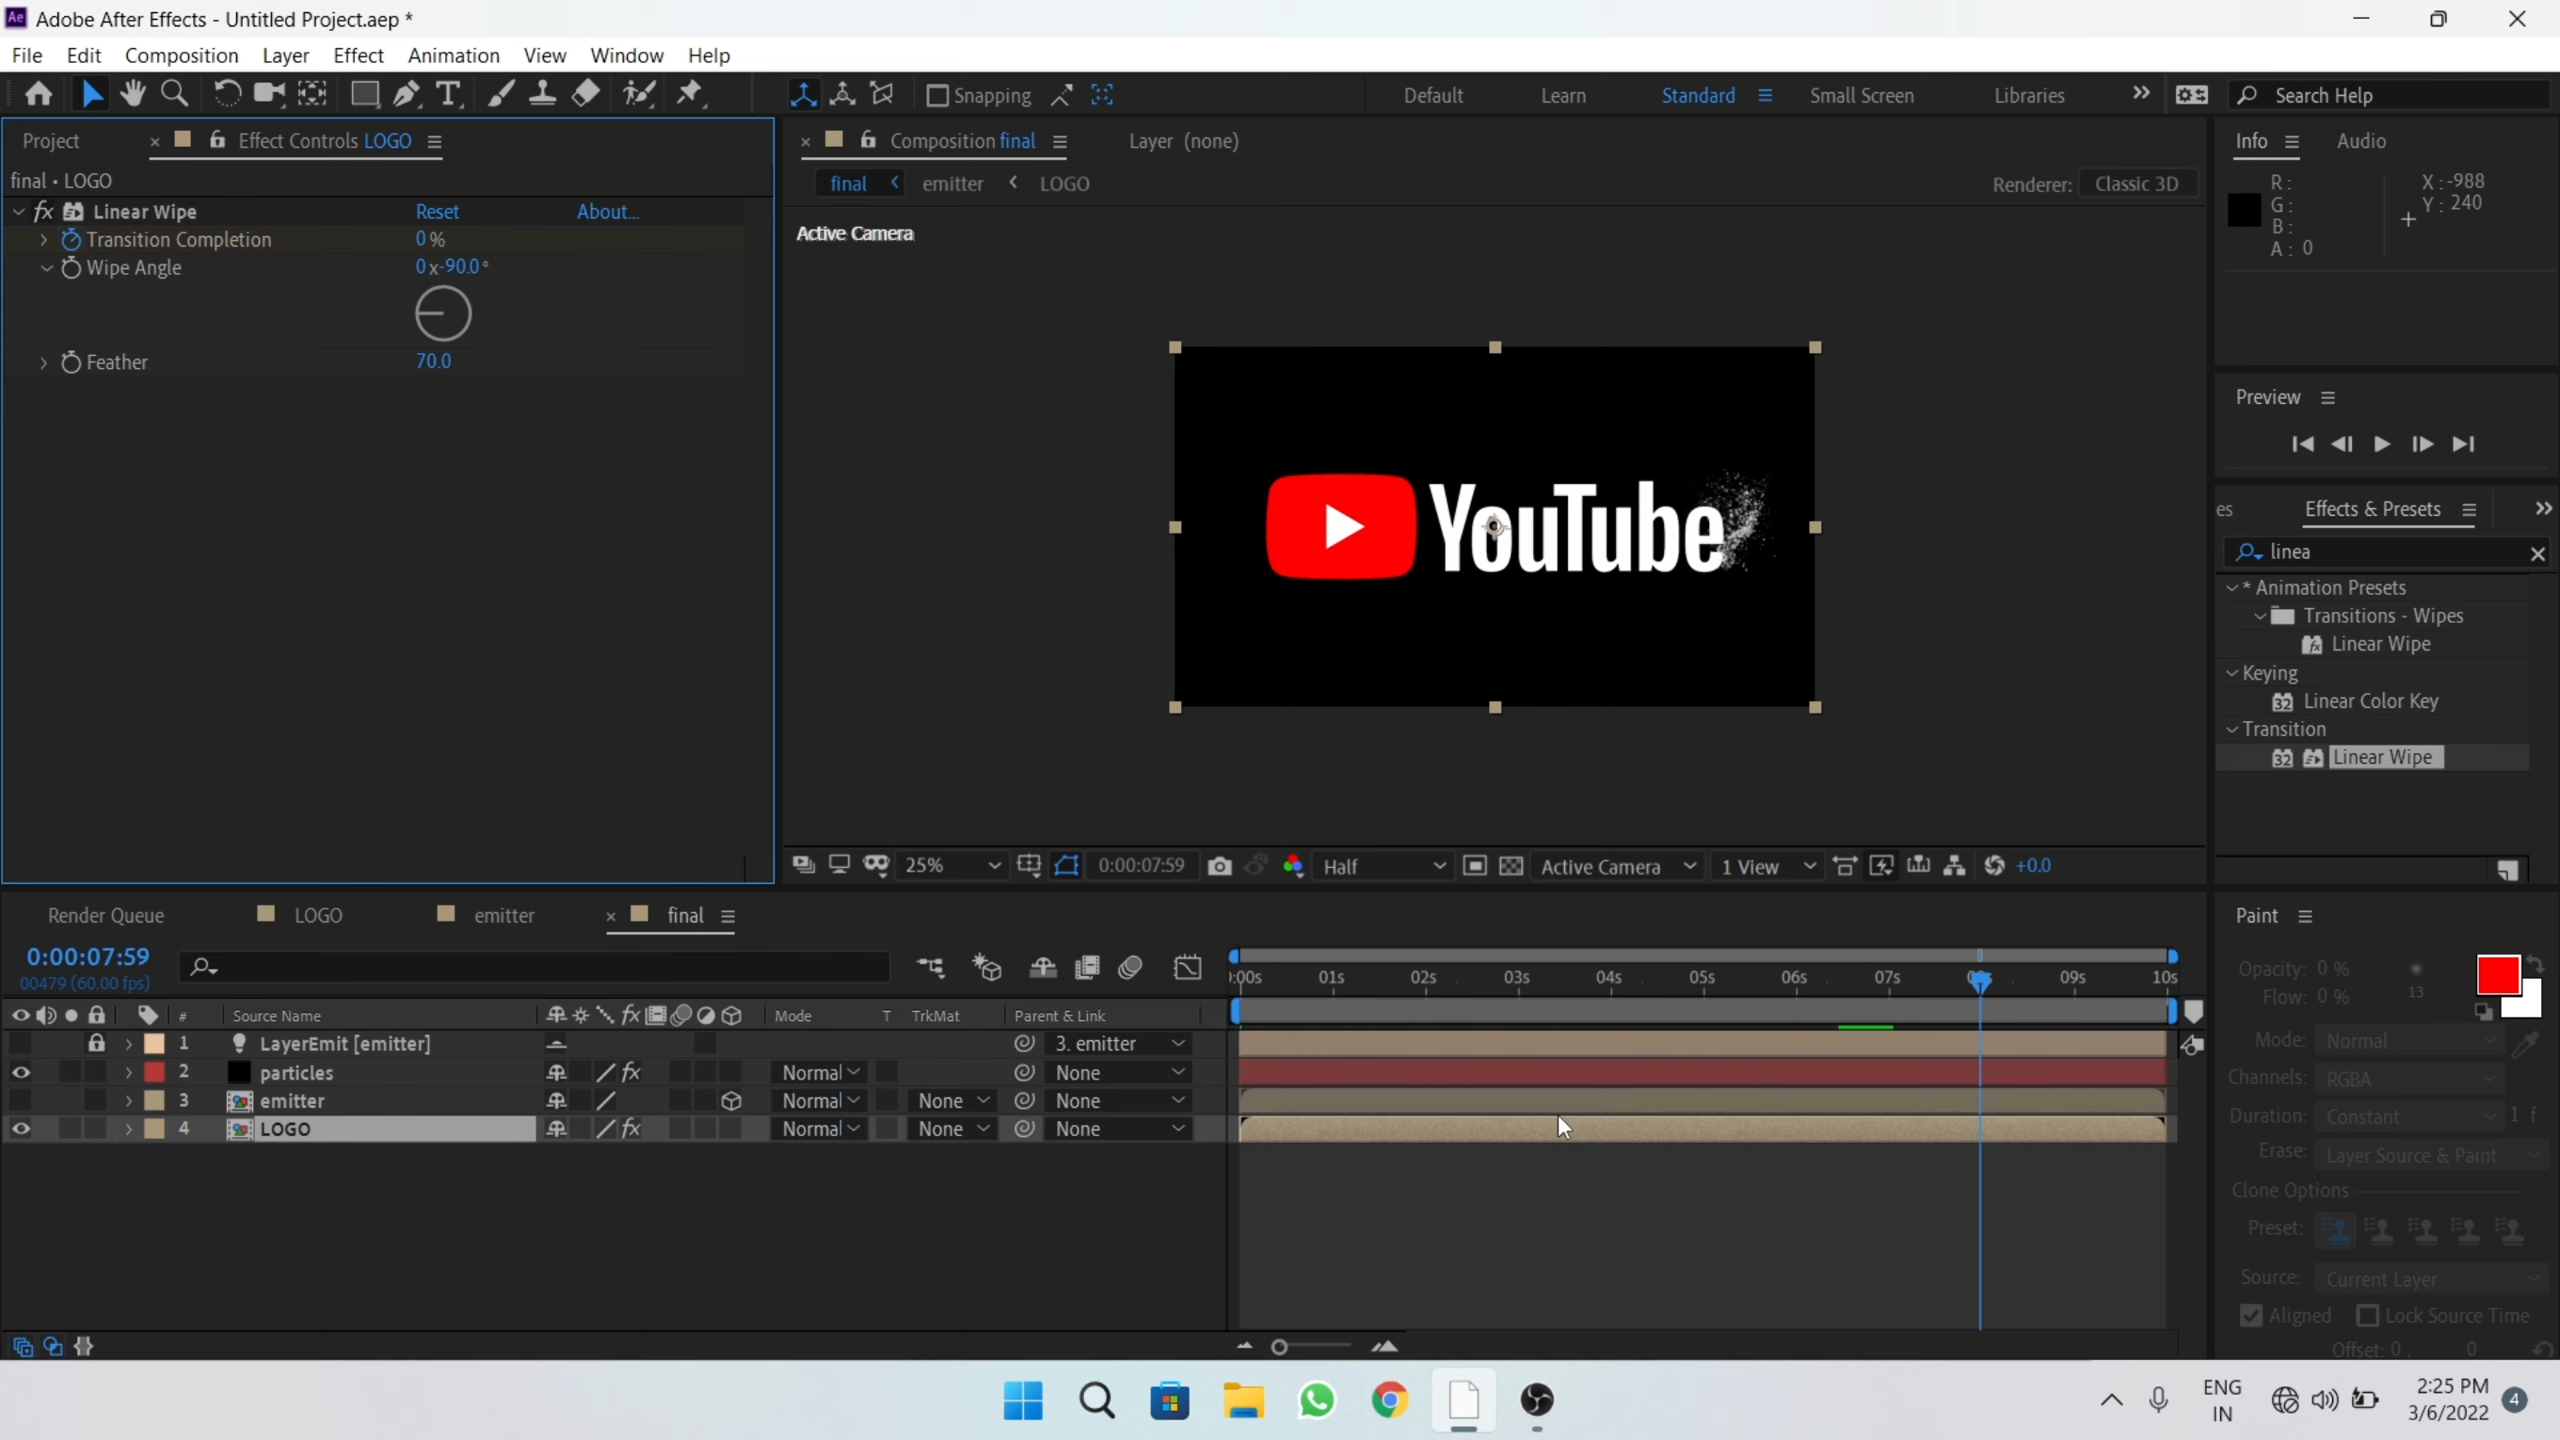 Adobe After Effects - Untitled Project.aep *
File Edit Composition Layer Effect Animation View Window Help
Snapping Default Learn Standard Small Screen Libraries Search Help
Project Effect Controls LOGO
final • LOGO
fx Linear Wipe Reset About...
Transition Completion 0 %
Wipe Angle 0 x-90.0°
Feather 70.0
Composition final Layer (none)
final emitter LOGO Renderer: Classic 3D
Active Camera
YouTube
25% 0:00:07:59 Half Active Camera 1 View +0.0
Info Audio
R: X : -988
G: Y : 240
B:
A : 0
Preview
es Effects & Presets
linea
* Animation Presets
Transitions - Wipes
Linear Wipe
Keying
32 Linear Color Key
Transition
32 Linear Wipe
Render Queue LOGO emitter final
0:00:07:59
00479 (60.00 fps)
:00s 01s 02s 03s 04s 05s 06s 07s 09s 10s
# Source Name Mode T TrkMat Parent & Link
1 LayerEmit [emitter] 3. emitter
2 particles Normal None
3 emitter Normal None None
4 LOGO Normal None None
Paint
Opacity: 0 %
Flow: 0 % 13
Mode: Normal
Channels: RGBA
Duration: Constant 1 f
Erase: Layer Source & Paint
Clone Options
Preset:
Source: Current Layer
Aligned Lock Source Time
Offset: 0 , 0
ENG
IN
2:25 PM
3/6/2022
4